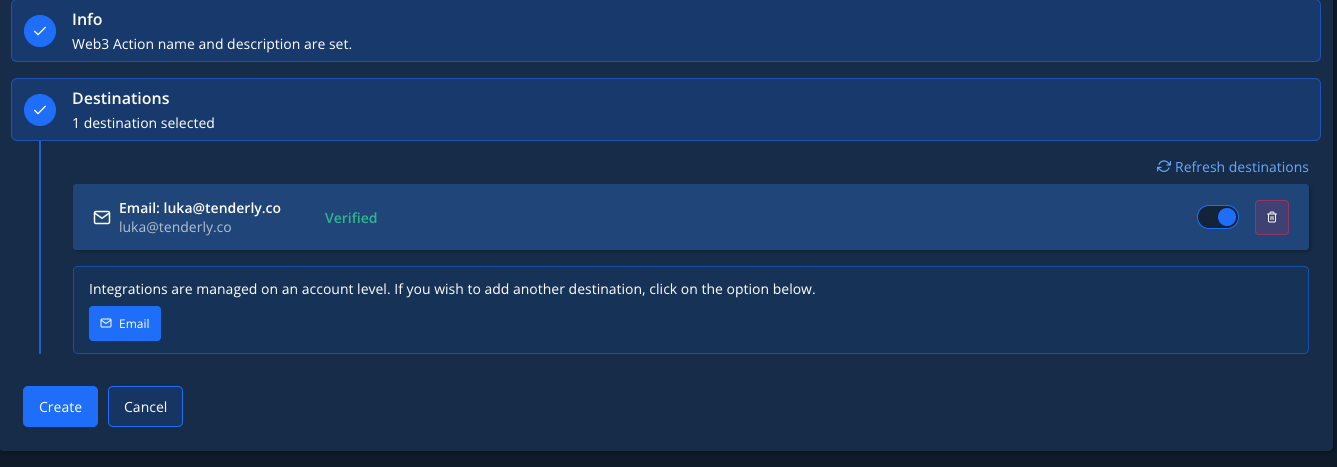 Info
Web3 Action name and description are set.
Destinations
1 destination selected
Refresh destinations
Email: luka@tenderly.co
luka@tenderly.co
Verified
Integrations are managed on an account level. If you wish to add another destination, click on the option below.
Email
Create
Cancel